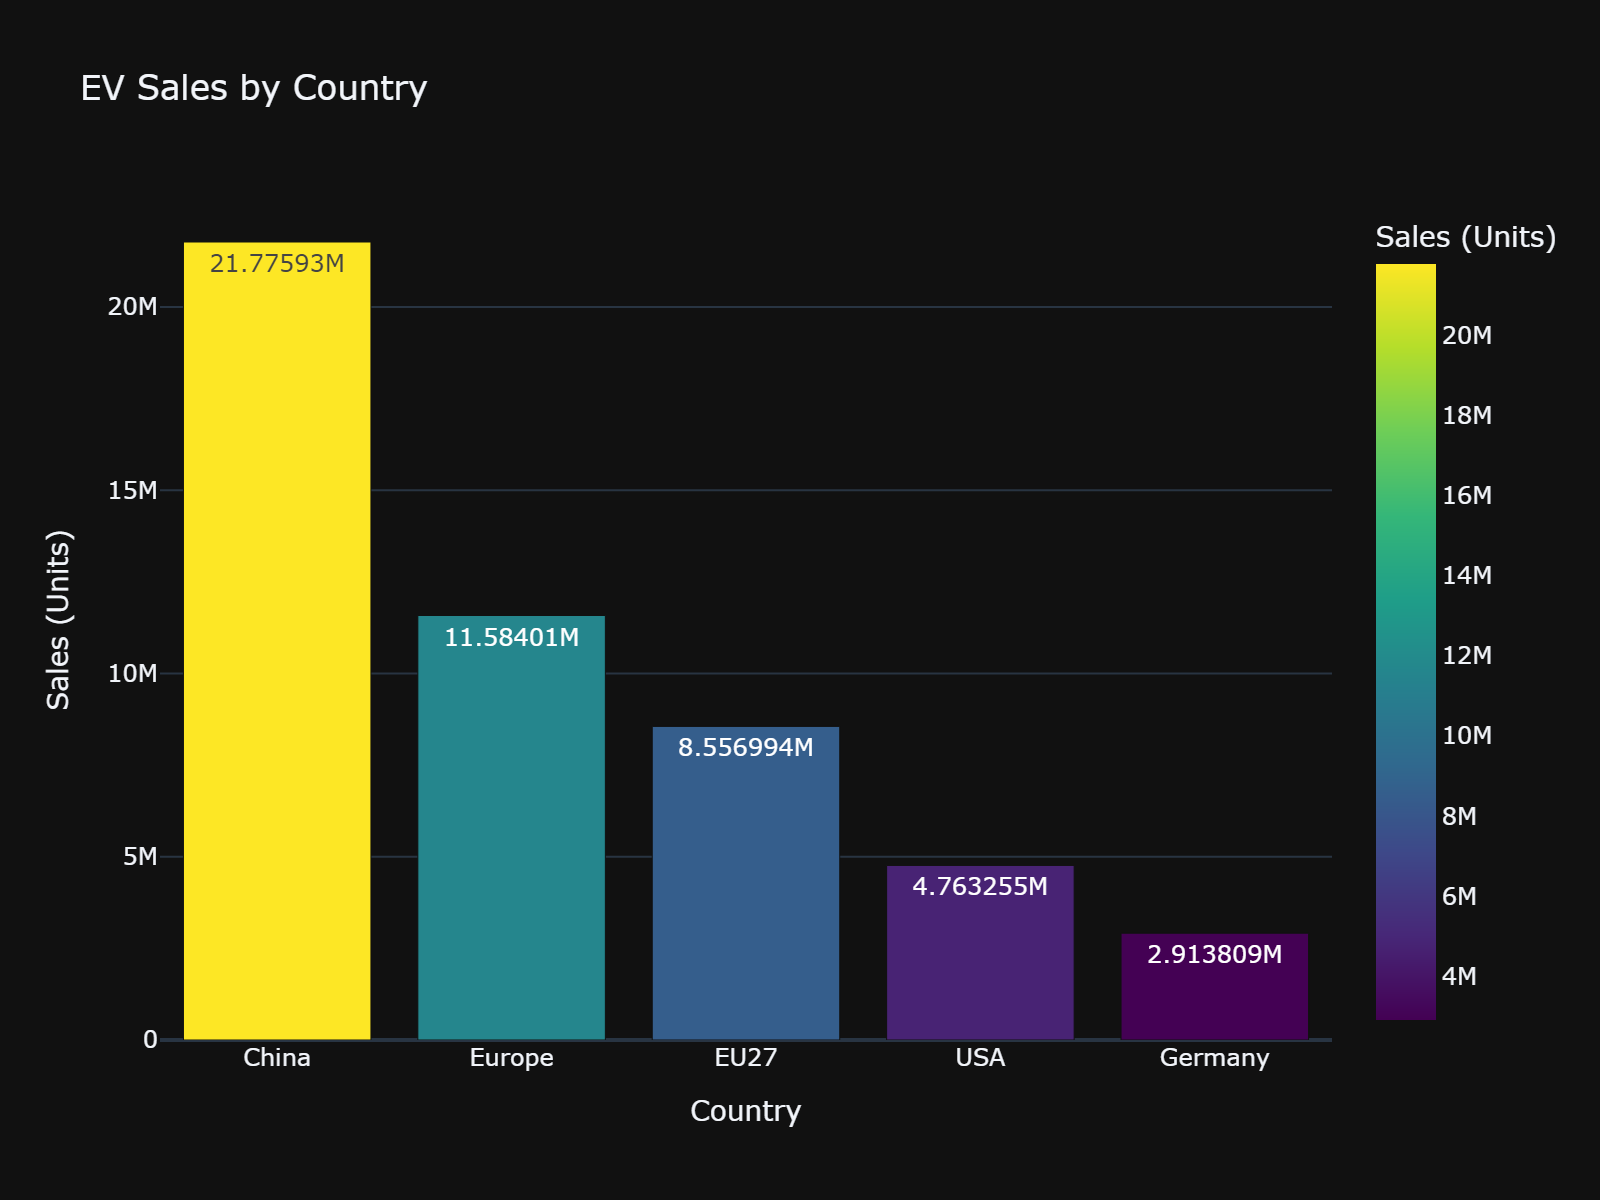 EV Sales by Country
Sales (Units)
20M
15M
10M
5M
0
21.77593M
11.58401M
8.556994M
4.763255M
2.913809M
China
Europe
EU27
USA
Germany
Country
Sales (Units)
20M
18M
16M
14M
12M
10M
8M
6M
4M